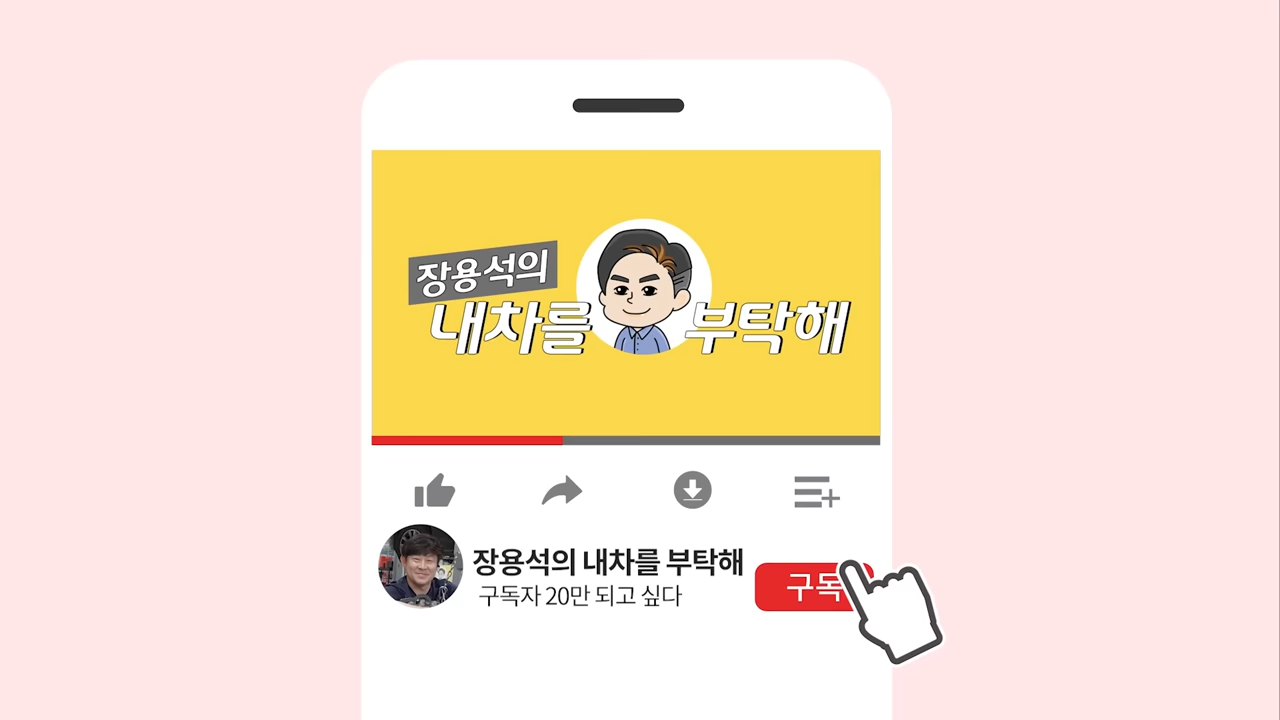 장용석의
내차를 부탁해
장용석의 내차를 부탁해
구독자 20만 되고 싶다
구독